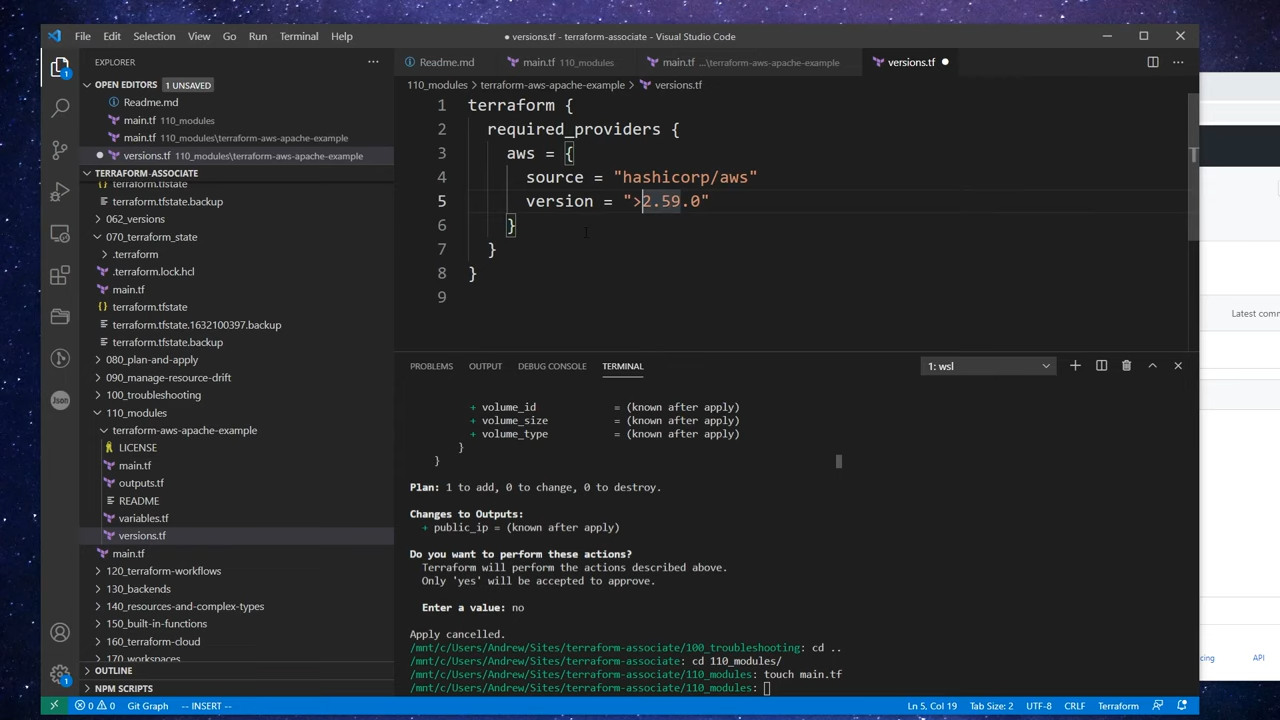 File Edit Selection View Go Run Terminal Help
● versions.tf - terraform-associate - Visual Studio Code
EXPLORER
OPEN EDITORS 1 UNSAVED
Readme.md
main.tf 110_modules
main.tf 110_modules\terraform-aws-apache-example
versions.tf 110_modules\terraform-aws-apache-example
TERRAFORM-ASSOCIATE
terraform.tfstate
terraform.tfstate.backup
062_versions
070_terraform_state
.terraform
.terraform.lock.hcl
main.tf
terraform.tfstate
terraform.tfstate.1632100397.backup
terraform.tfstate.backup
080_plan-and-apply
090_manage-resource-drift
100_troubleshooting
110_modules
terraform-aws-apache-example
LICENSE
main.tf
outputs.tf
README
variables.tf
versions.tf
main.tf
120_terraform-workflows
130_backends
140_resources-and-complex-types
150_built-in-functions
160_terraform-cloud
170_workspaces
OUTLINE
NPM SCRIPTS
Readme.md main.tf 110_modules main.tf ...\terraform-aws-apache-example versions.tf
110_modules > terraform-aws-apache-example > versions.tf
1 terraform {
2 required_providers {
3 aws = {
4 source = "hashicorp/aws"
5 version = ">2.59.0"
6 }
7 }
8 }
9
PROBLEMS OUTPUT DEBUG CONSOLE TERMINAL 1: wsl
+ volume_id = (known after apply)
+ volume_size = (known after apply)
+ volume_type = (known after apply)
}
}
Plan: 1 to add, 0 to change, 0 to destroy.
Changes to Outputs:
+ public_ip = (known after apply)
Do you want to perform these actions?
Terraform will perform the actions described above.
Only 'yes' will be accepted to approve.
Enter a value: no
Apply cancelled.
/mnt/c/Users/Andrew/Sites/terraform-associate/100_troubleshooting: cd ..
/mnt/c/Users/Andrew/Sites/terraform-associate: cd 110_modules/
/mnt/c/Users/Andrew/Sites/terraform-associate/110_modules: touch main.tf
/mnt/c/Users/Andrew/Sites/terraform-associate/110_modules:
0 0 Git Graph -- INSERT -- Ln 5, Col 19 Tab Size: 2 UTF-8 CRLF Terraform
1
Json
Latest
API